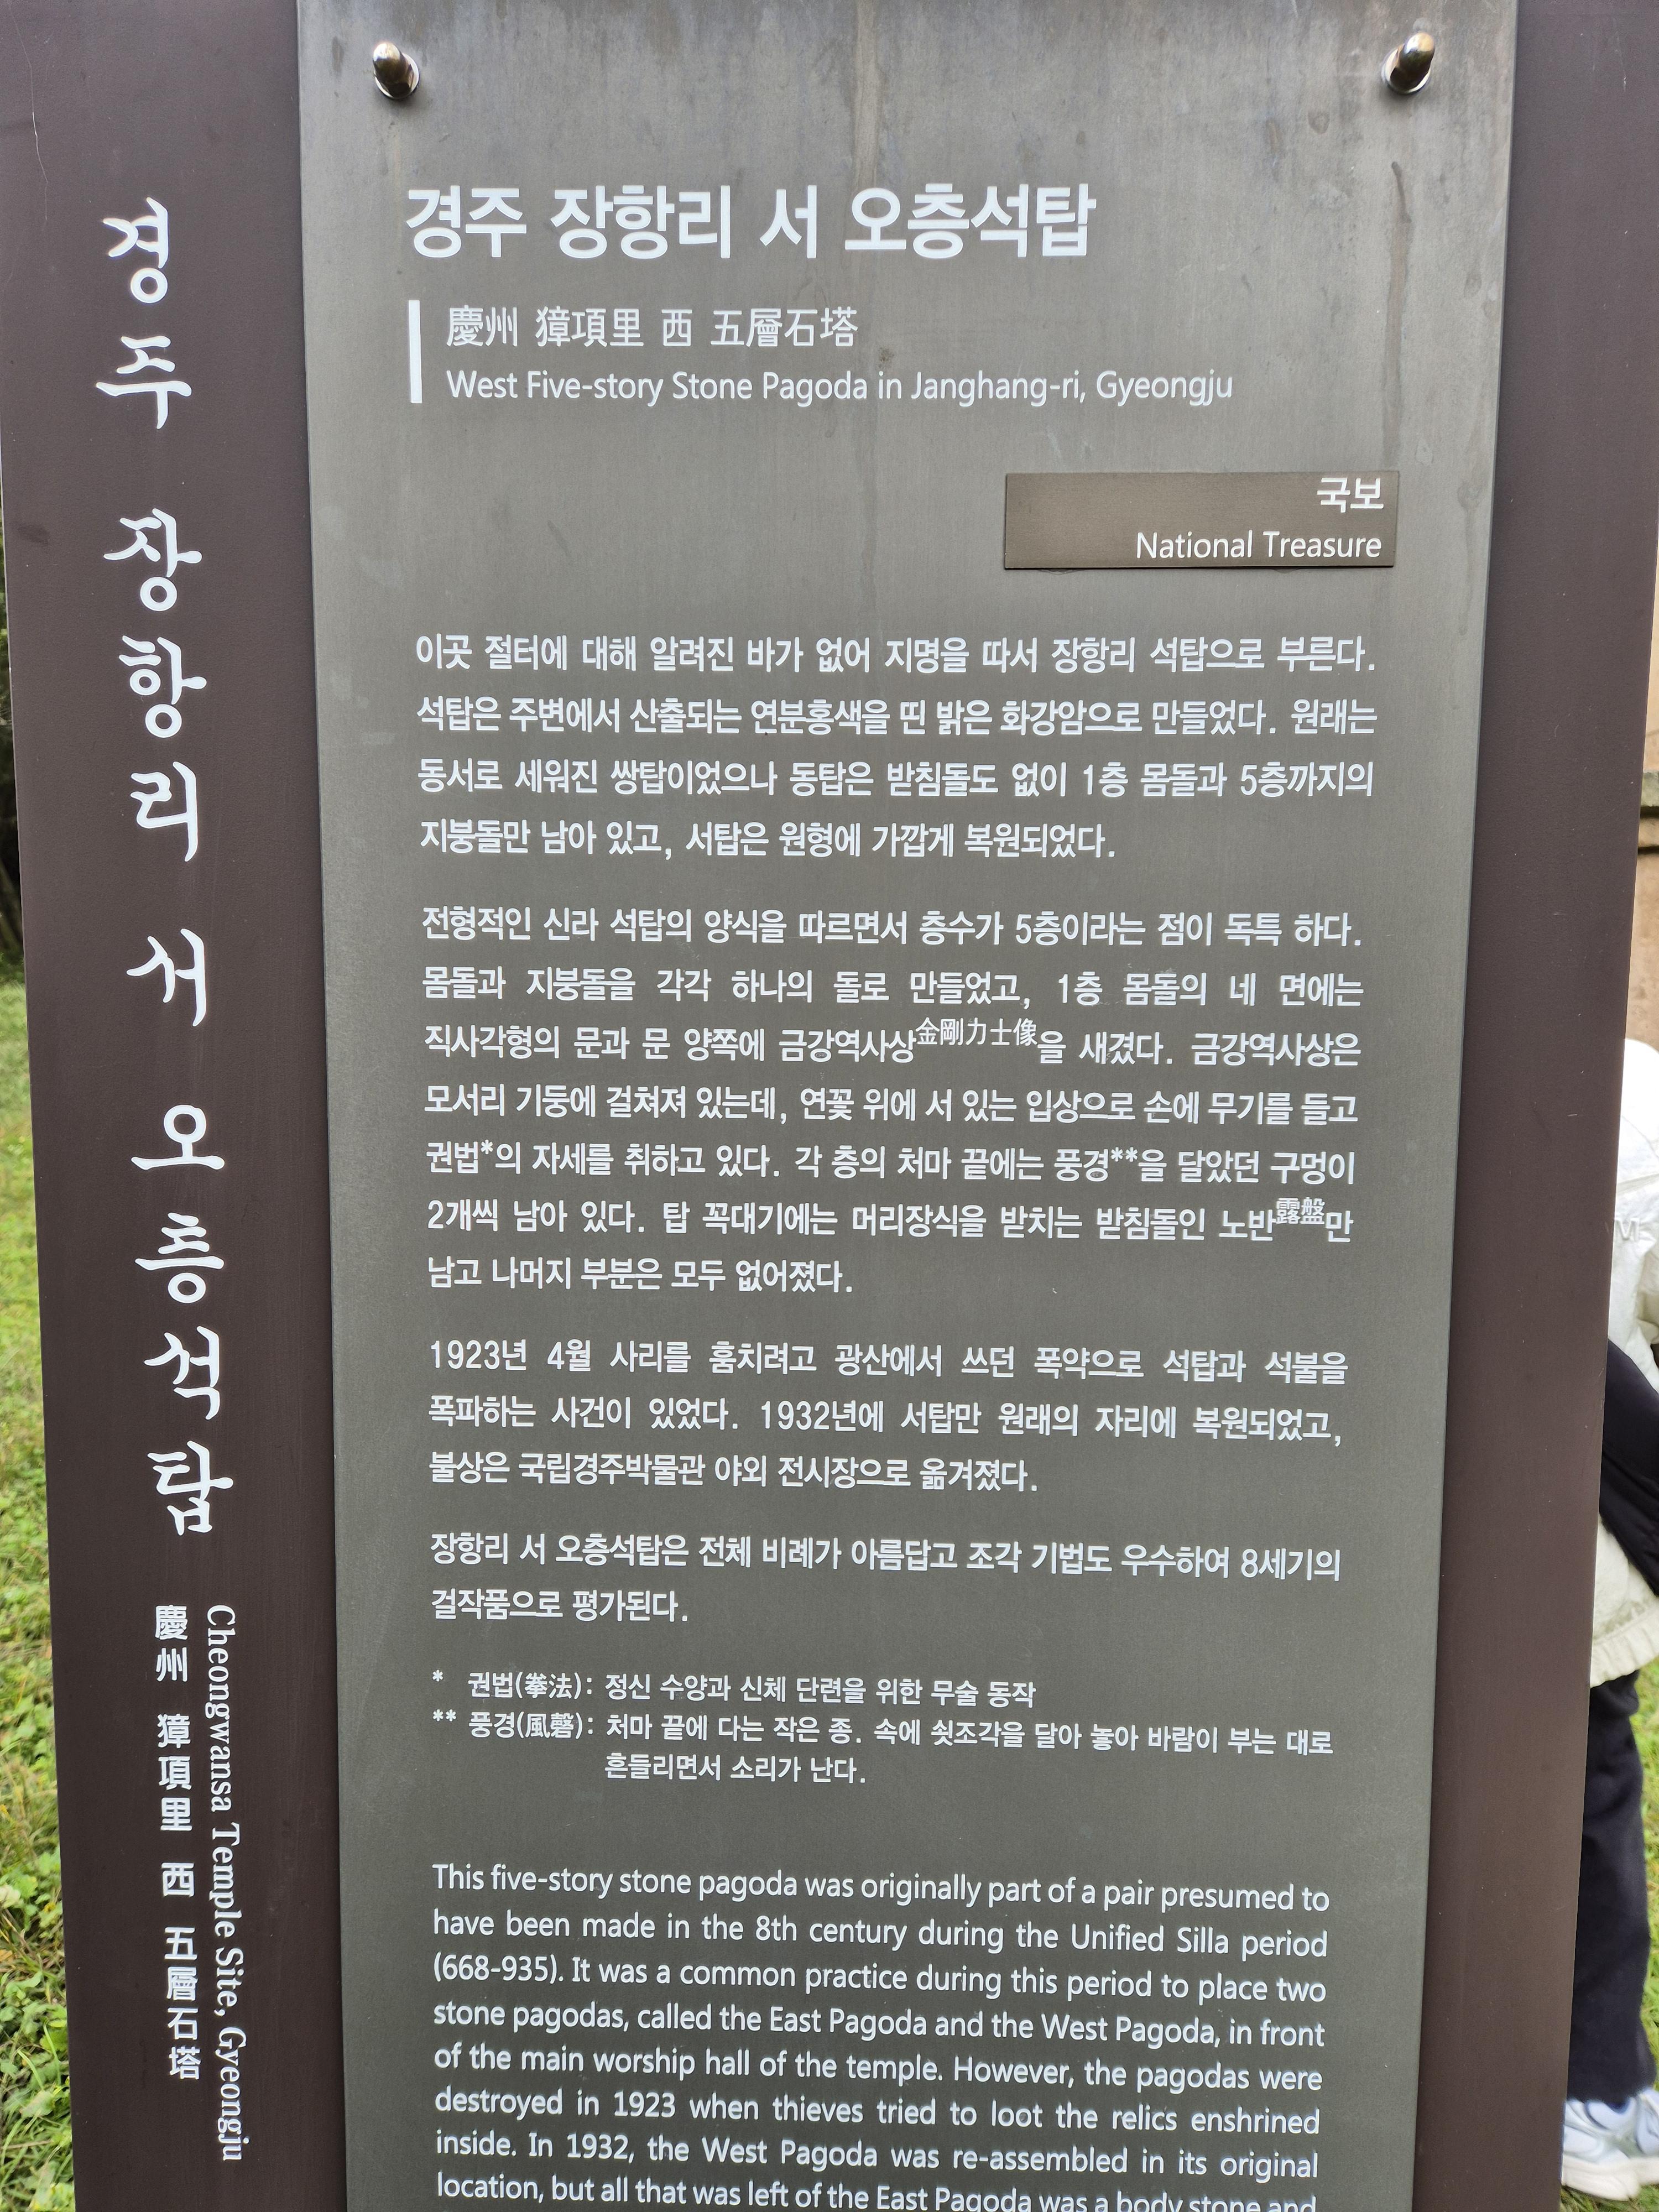 경주 장항리 서 오층석탑
慶州 獐項里 西 五層石塔
Cheongwansa Temple Site, Gyeongju
경주 장항리 서 오층석탑
慶州 獐項里 西 五層石塔
West Five-story Stone Pagoda in Janghang-ri, Gyeongju
국보
National Treasure
이곳 절터에 대해 알려진 바가 없어 지명을 따서 장항리 석탑으로 부른다.
석탑은 주변에서 산출되는 연분홍색을 띤 밝은 화강암으로 만들었다. 원래는
동서로 세워진 쌍탑이었으나 동탑은 받침돌도 없이 1층 몸돌과 5층까지의
지붕돌만 남아 있고, 서탑은 원형에 가깝게 복원되었다.
전형적인 신라 석탑의 양식을 따르면서 층수가 5층이라는 점이 독특 하다.
몸돌과 지붕돌을 각각 하나의 돌로 만들었고, 1층 몸돌의 네 면에는
직사각형의 문과 문 양쪽에 금강역사상金剛力士像을 새겼다. 금강역사상은
모서리 기둥에 걸쳐져 있는데, 연꽃 위에 서 있는 입상으로 손에 무기를 들고
권법*의 자세를 취하고 있다. 각 층의 처마 끝에는 풍경**을 달았던 구멍이
2개씩 남아 있다. 탑 꼭대기에는 머리장식을 받치는 받침돌인 노반露盤만
남고 나머지 부분은 모두 없어졌다.
1923년 4월 사리를 훔치려고 광산에서 쓰던 폭약으로 석탑과 석불을
폭파하는 사건이 있었다. 1932년에 서탑만 원래의 자리에 복원되었고,
불상은 국립경주박물관 야외 전시장으로 옮겨졌다.
장항리 서 오층석탑은 전체 비례가 아름답고 조각 기법도 우수하여 8세기의
걸작품으로 평가된다.
* 권법(拳法): 정신 수양과 신체 단련을 위한 무술 동작
** 풍경(風磬): 처마 끝에 다는 작은 종. 속에 쇳조각을 달아 놓아 바람이 부는 대로
흔들리면서 소리가 난다.
This five-story stone pagoda was originally part of a pair presumed to
have been made in the 8th century during the Unified Silla period
(668-935). It was a common practice during this period to place two
stone pagodas, called the East Pagoda and the West Pagoda, in front
of the main worship hall of the temple. However, the pagodas were
destroyed in 1923 when thieves tried to loot the relics enshrined
inside. In 1932, the West Pagoda was re-assembled in its original
location, but all that was left of the East Pagoda was a body stone and